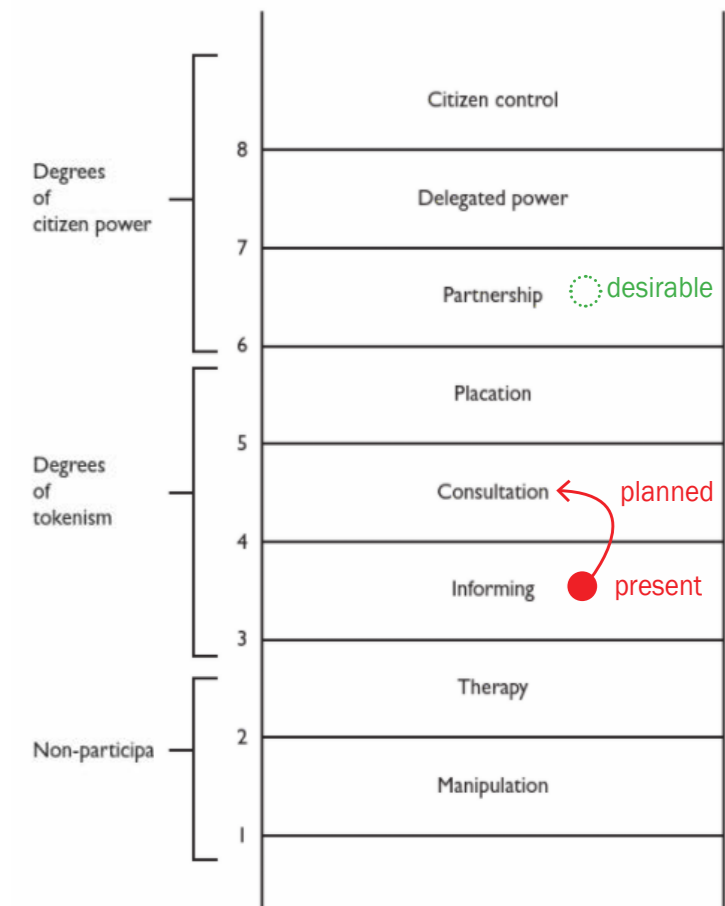 Citizen control
8
Degrees
of
citizen power
Delegated power
7
Partnership desirable
6
Placation
5
Degrees
of
tokenism
Consultation planned
4
Informing present
3
Therapy
2
Non-participa
Manipulation
1